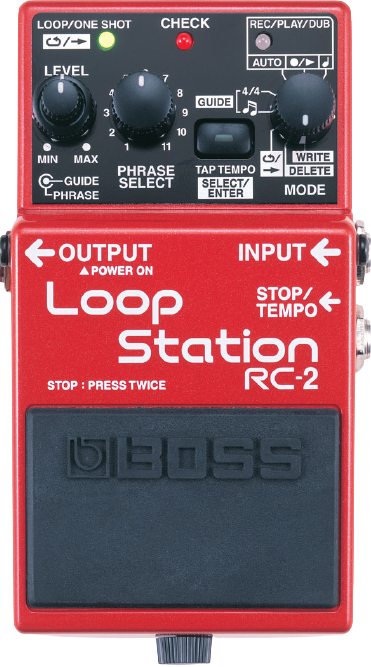 LOOP/ONE SHOT
CHECK
REC/PLAY/DUB
AUTO
LEVEL
MIN MAX
GUIDE
PHRASE
1 2 3 4 5 6 7 8 9 10 11
PHRASE
SELECT
GUIDE
4/4
TAP TEMPO
SELECT/
ENTER
WRITE
DELETE
MODE
OUTPUT
▲POWER ON
INPUT
STOP/
TEMPO
Loop
Station
RC-2
STOP : PRESS TWICE
BOSS